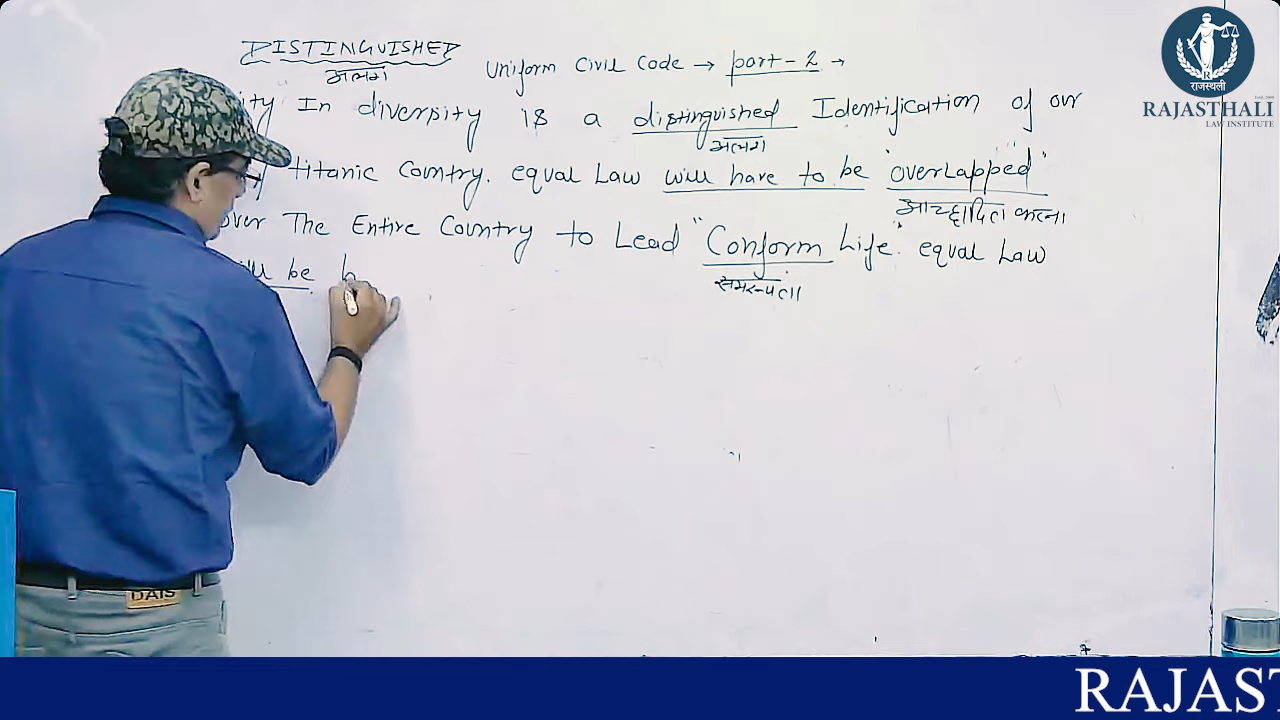 DISTINGUISHED
अलग
Uniform Civil Code → part - 2 →
ity In diversity is a distinguished Identification of our
अलग
titanic Country. equal Law will have to be "overlapped"
आच्छादित करना
over The Entire Country to Lead "Conform Life". equal Law
समरूपता
be h
राजस्थली
RAJASTHALI
LAW INSTITUTE
DAIS
RAJAST